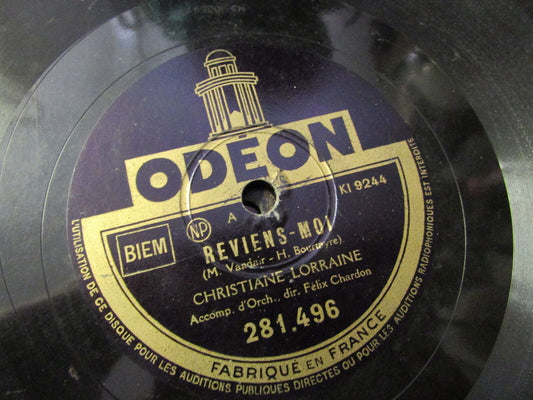 ODEON
KI 9244
A
NP
BIEM
REVIENS-MOI
(M. Vandair - H. Bourtayre)
CHRISTIANE LORRAINE
Accomp. d'Orch., dir. Félix Chardon
281.496
FABRIQUÉ EN FRANCE
L'UTILISATION DE CE DISQUE POUR LES AUDITIONS PUBLIQUES DIRECTES OU POUR LES AUDITIONS RADIOPHONIQUES EST INTERDITE